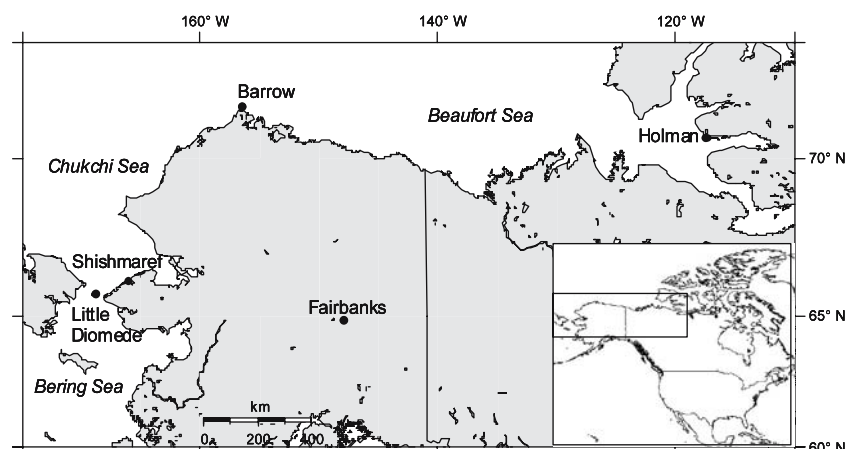 160° W
140° W
120° W
Barrow
Beaufort Sea
Holman
70° N
Chukchi Sea
Shishmaref
Little
Diomede
Fairbanks
65° N
Bering Sea
km
0 200 400
60° N